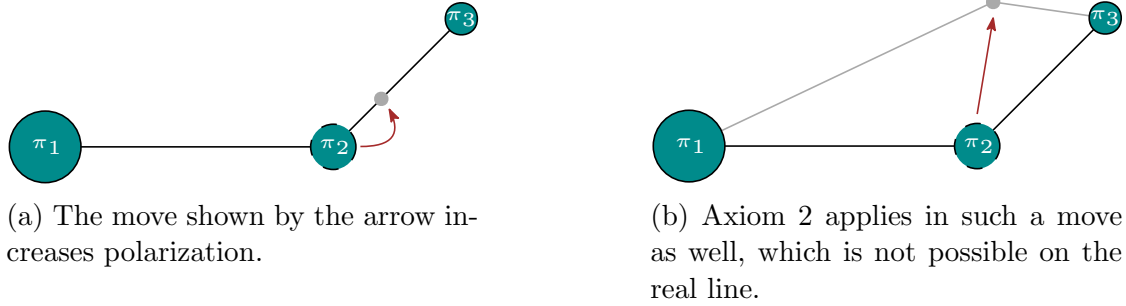 π₃
π₁
π₂
(a) The move shown by the arrow in-
creases polarization.
π₃
π₁
π₂
(b) Axiom 2 applies in such a move
as well, which is not possible on the
real line.